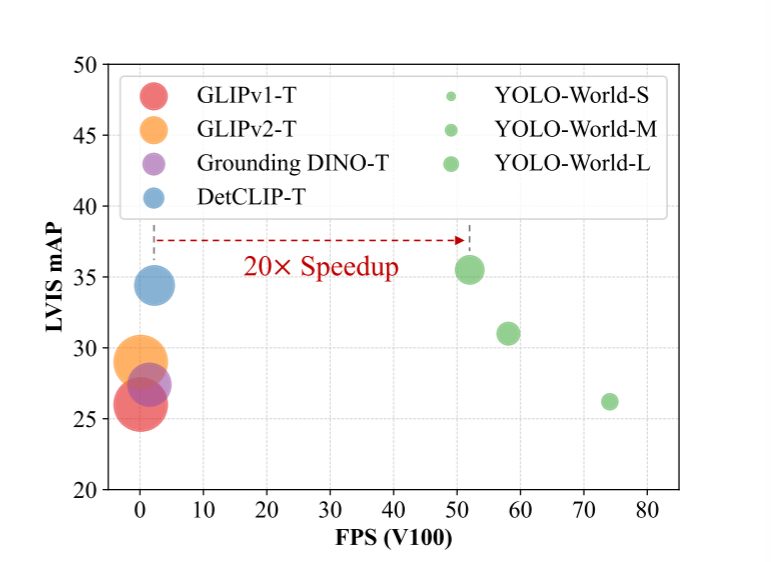 50
45
40
35
30
25
20
LVIS mAP
GLIPv1-T
GLIPv2-T
Grounding DINO-T
DetCLIP-T
YOLO-World-S
YOLO-World-M
YOLO-World-L
20× Speedup
0 10 20 30 40 50 60 70 80
FPS (V100)